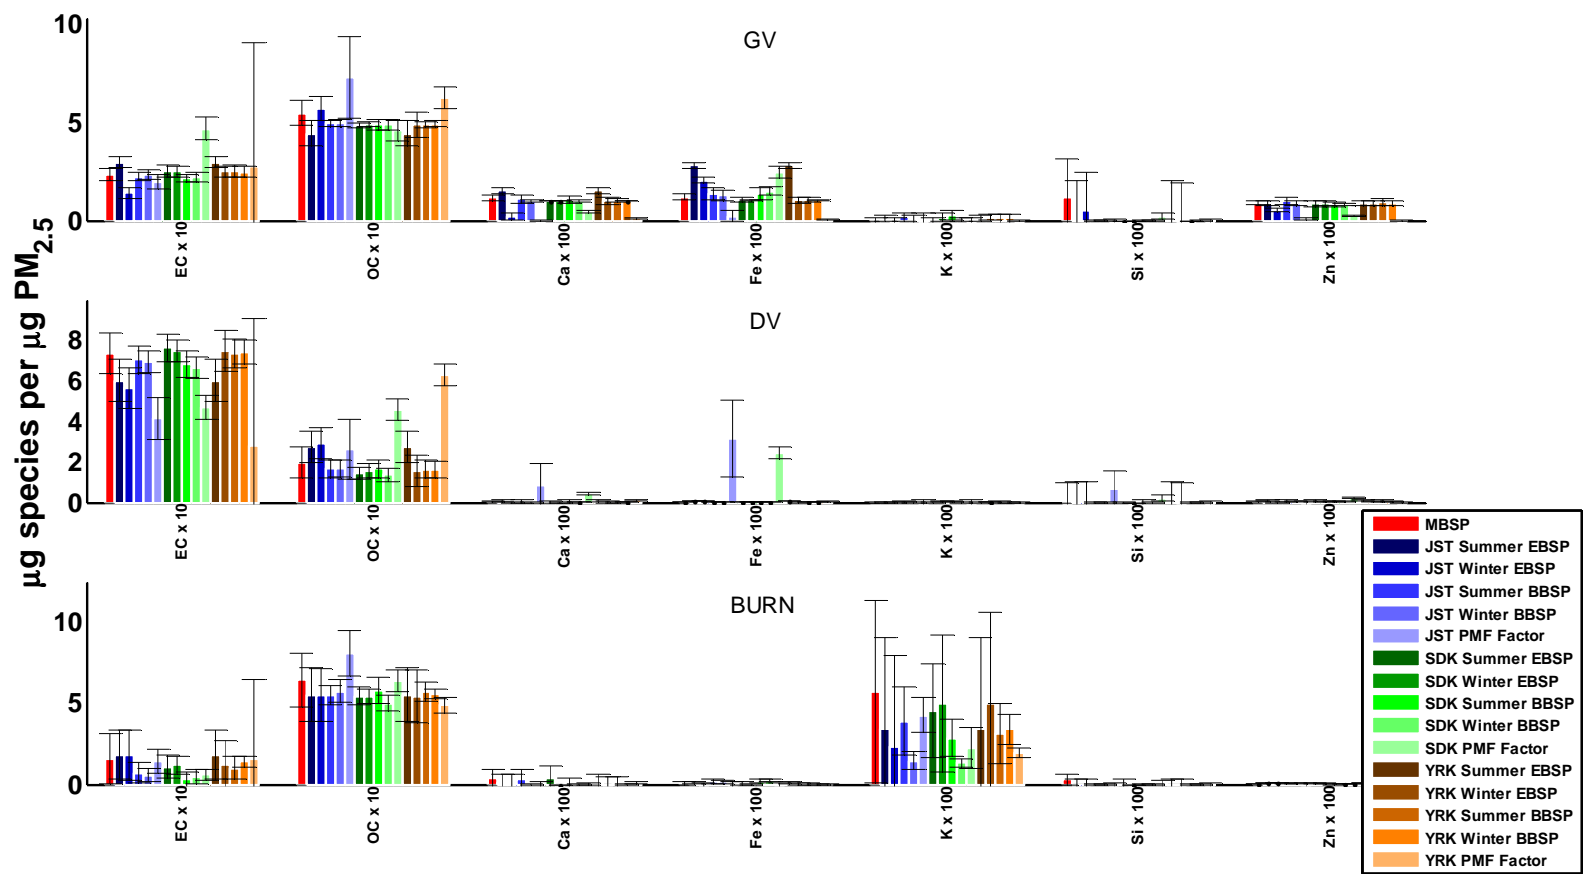 µg species per µg PM2.5
GV
10
5
0
EC x 10
OC x 10
Ca x 100
Fe x 100
K x 100
Si x 100
Zn x 100
DV
8
6
4
2
0
EC x 10
OC x 10
Ca x 100
Fe x 100
K x 100
Si x 100
Zn x 100
BURN
10
5
0
EC x 10
OC x 10
Ca x 100
Fe x 100
K x 100
Si x 100
Zn x 100
MBSP
JST Summer EBSP
JST Winter EBSP
JST Summer BBSP
JST Winter BBSP
JST PMF Factor
SDK Summer EBSP
SDK Winter EBSP
SDK Summer BBSP
SDK Winter BBSP
SDK PMF Factor
YRK Summer EBSP
YRK Winter EBSP
YRK Summer BBSP
YRK Winter BBSP
YRK PMF Factor